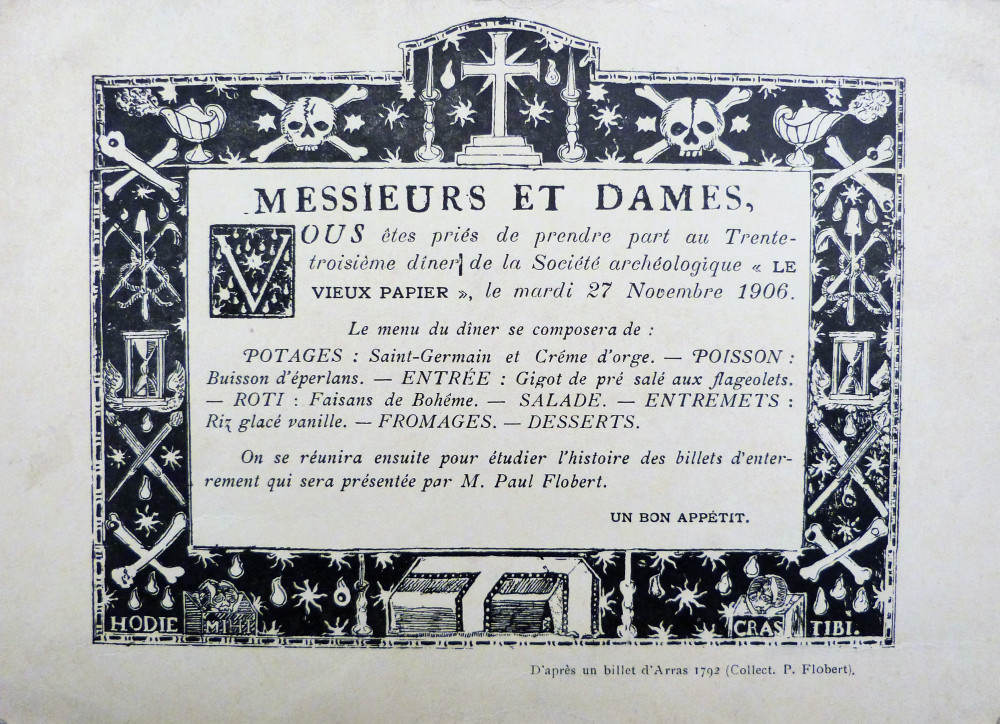 MESSIEURS ET DAMES,
VOUS êtes priés de prendre part au Trente-
troisième dîner de la Société archéologique « LE
VIEUX PAPIER », le mardi 27 Novembre 1906.
Le menu du dîner se composera de :
POTAGES : Saint-Germain et Créme d'orge. — POISSON :
Buisson d'éperlans. — ENTRÉE : Gigot de pré salé aux flageolets.
— ROTI : Faisans de Bohéme. — SALADE. — ENTREMETS :
Riz glacé vanille. — FROMAGES. — DESSERTS.
On se réunira ensuite pour étudier l'histoire des billets d'enter-
rement qui sera présentée par M. Paul Flobert.
UN BON APPÉTIT.
HODIE MIHI CRAS TIBI.
D'après un billet d'Arras 1792 (Collect. P. Flobert).